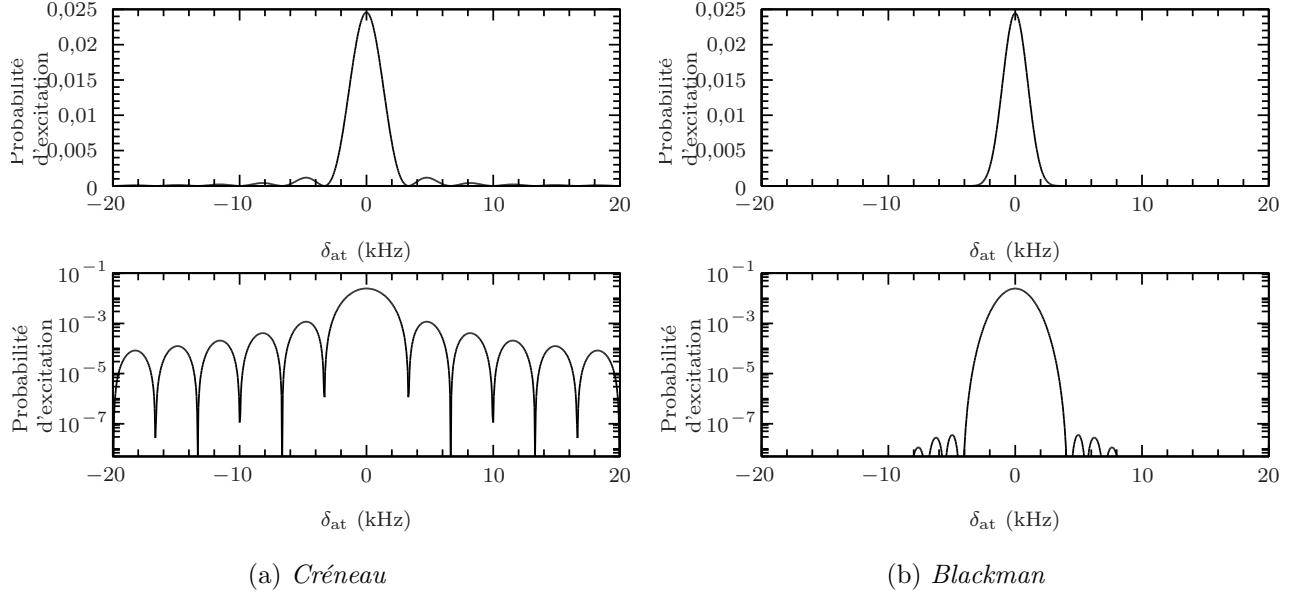 0,025
0,02
0,015
0,01
0,005
0
Probabilité
d'excitation
−20 −10 0 10 20
δat (kHz)
10−1
10−3
10−5
10−7
Probabilité
d'excitation
−20 −10 0 10 20
δat (kHz)
(a) Créneau
0,025
0,02
0,015
0,01
0,005
0
Probabilité
d'excitation
−20 −10 0 10 20
δat (kHz)
10−1
10−3
10−5
10−7
Probabilité
d'excitation
−20 −10 0 10 20
δat (kHz)
(b) Blackman